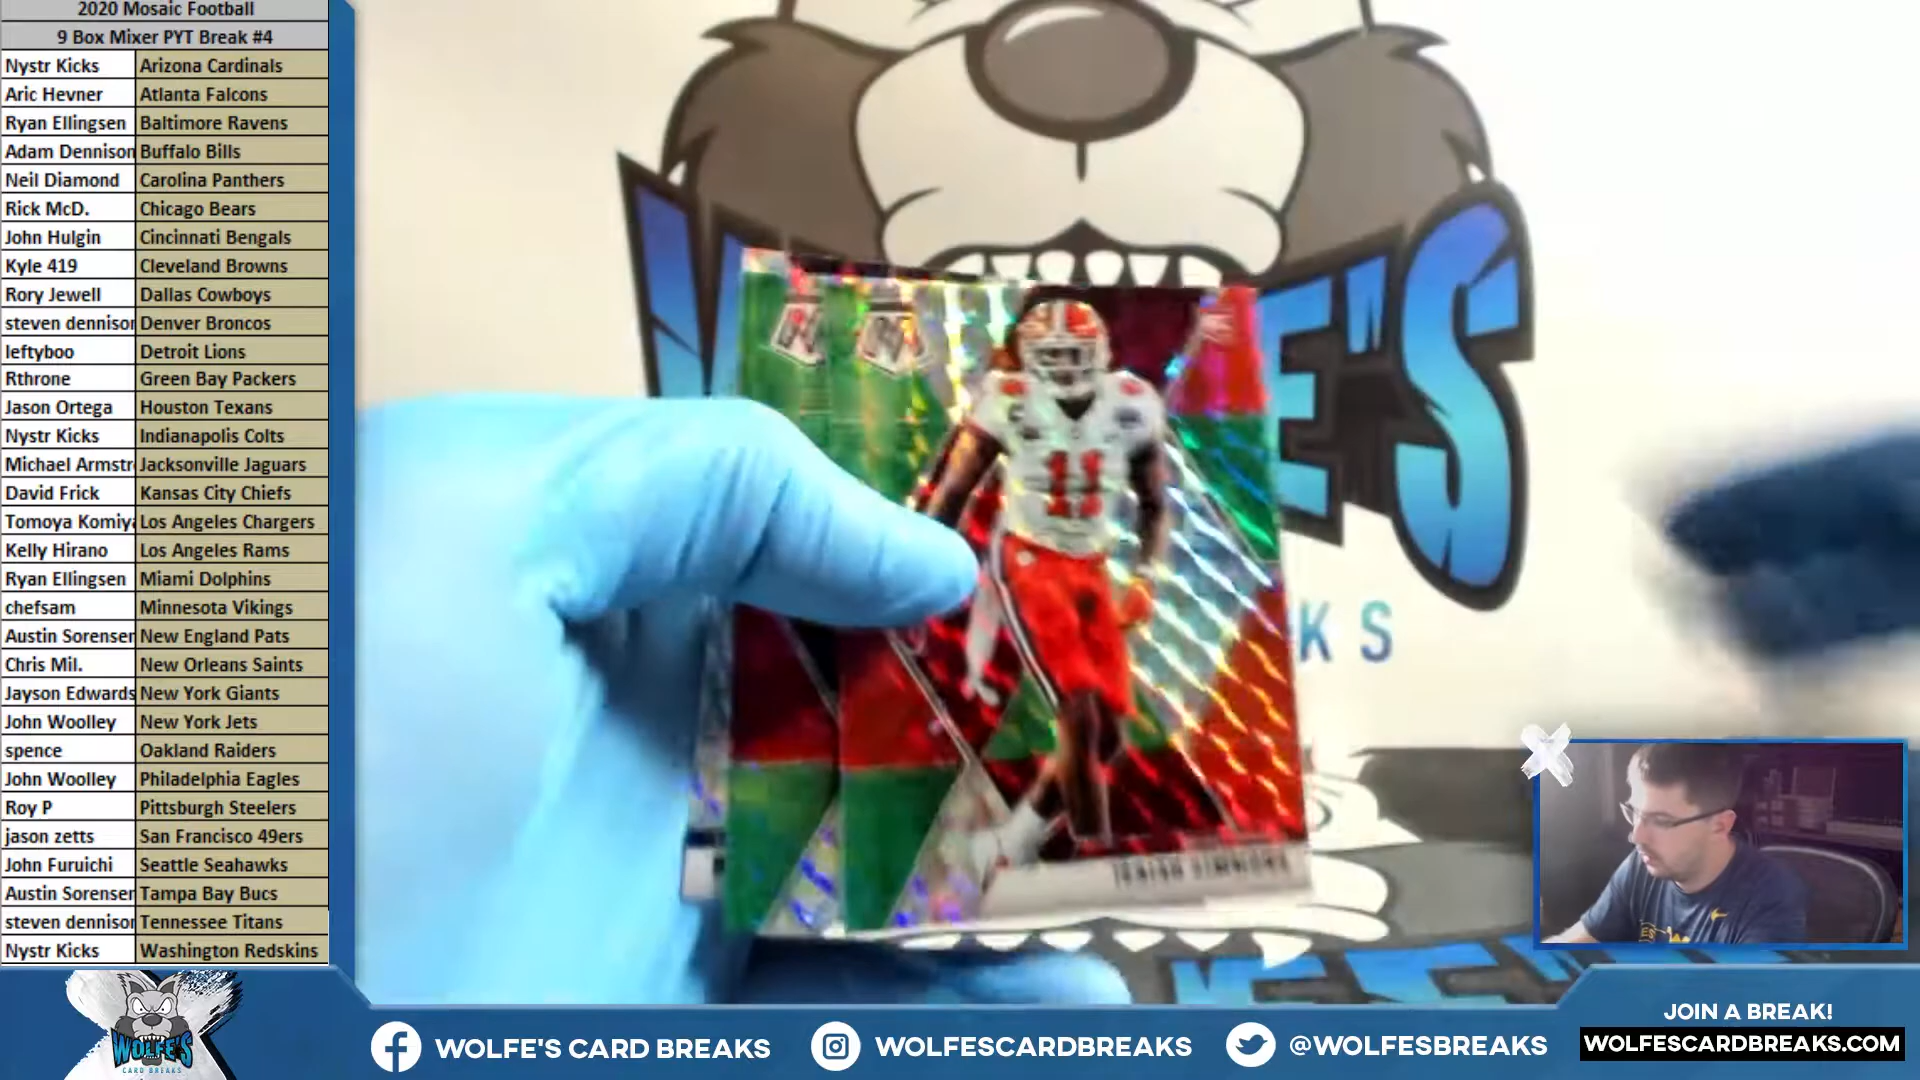 2020 Mosaic Football
9 Box Mixer PYT Break #4
Nystr Kicks Arizona Cardinals
Aric Hevner Atlanta Falcons
Ryan Ellingsen Baltimore Ravens
Adam Dennison Buffalo Bills
Neil Diamond Carolina Panthers
Rick McD. Chicago Bears
John Hulgin Cincinnati Bengals
Kyle 419 Cleveland Browns
Rory Jewell Dallas Cowboys
steven dennison Denver Broncos
leftyboo Detroit Lions
Rthrone Green Bay Packers
Jason Ortega Houston Texans
Nystr Kicks Indianapolis Colts
Michael Armstr Jacksonville Jaguars
David Frick Kansas City Chiefs
Tomoya Komiya Los Angeles Chargers
Kelly Hirano Los Angeles Rams
Ryan Ellingsen Miami Dolphins
chefsam Minnesota Vikings
Austin Sorensen New England Pats
Chris Mil. New Orleans Saints
Jayson Edwards New York Giants
John Woolley New York Jets
spence Oakland Raiders
John Woolley Philadelphia Eagles
Roy P Pittsburgh Steelers
jason zetts San Francisco 49ers
John Furuichi Seattle Seahawks
Austin Sorensen Tampa Bay Bucs
steven dennison Tennessee Titans
Nystr Kicks Washington Redskins
E'S
KS
11
ISAIAH SIMMONS
WOLFE'S
CARD BREAKS
WOLFE'S CARD BREAKS
WOLFESCARDBREAKS
@WOLFESBREAKS
JOIN A BREAK!
WOLFESCARDBREAKS.COM